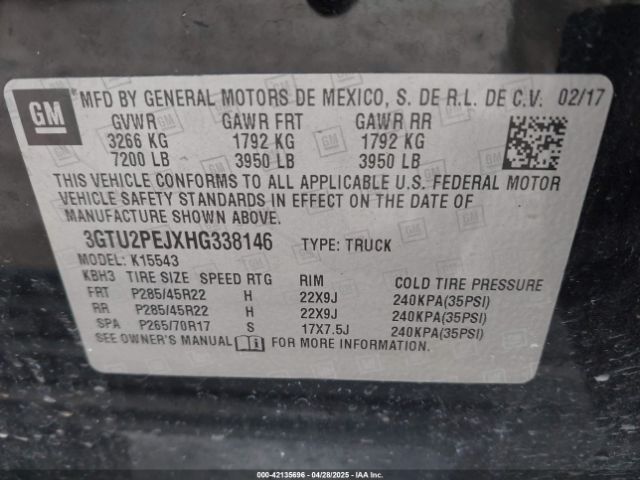 GM
MFD BY GENERAL MOTORS DE MEXICO, S. DE R.L. DE C.V. 02/17
GVWR GAWR FRT GAWR RR
3266 KG 1792 KG 1792 KG
7200 LB 3950 LB 3950 LB
THIS VEHICLE CONFORMS TO ALL APPLICABLE U.S. FEDERAL MOTOR
VEHICLE SAFETY STANDARDS IN EFFECT ON THE DATE OF
MANUFACTURE SHOWN ABOVE.
3GTU2PEJXHG338146 TYPE: TRUCK
MODEL: K15543
KBH3 TIRE SIZE SPEED RTG RIM COLD TIRE PRESSURE
FRT P285/45R22 H 22X9J 240KPA(35PSI)
RR P285/45R22 H 22X9J 240KPA(35PSI)
SPA P265/70R17 S 17X7.5J 240KPA(35PSI)
SEE OWNER'S MANUAL FOR MORE INFORMATION.
000-42135696 - 04/28/2025 - IAAI.COM